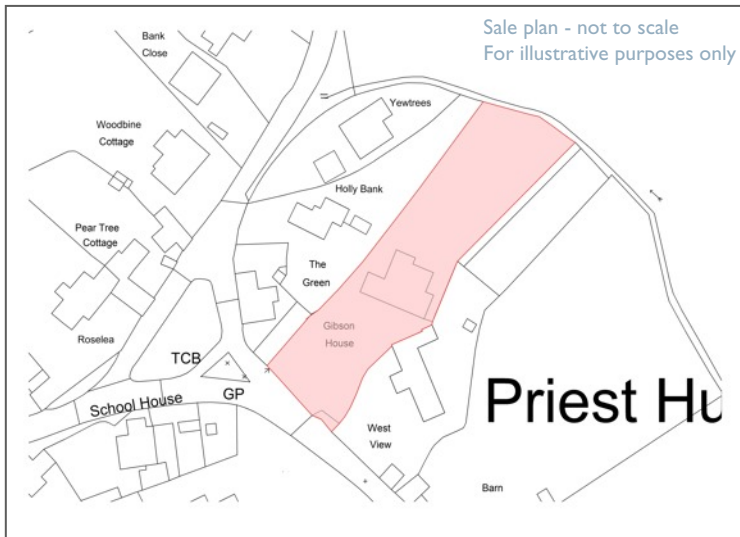 Sale plan - not to scale
For illustrative purposes only
Bank
Close
Woodbine
Cottage
Yewtrees
Holly Bank
Pear Tree
Cottage
The
Green
Gibson
House
Roselea
TCB
GP
School House
Priest Hu
West
View
Barn